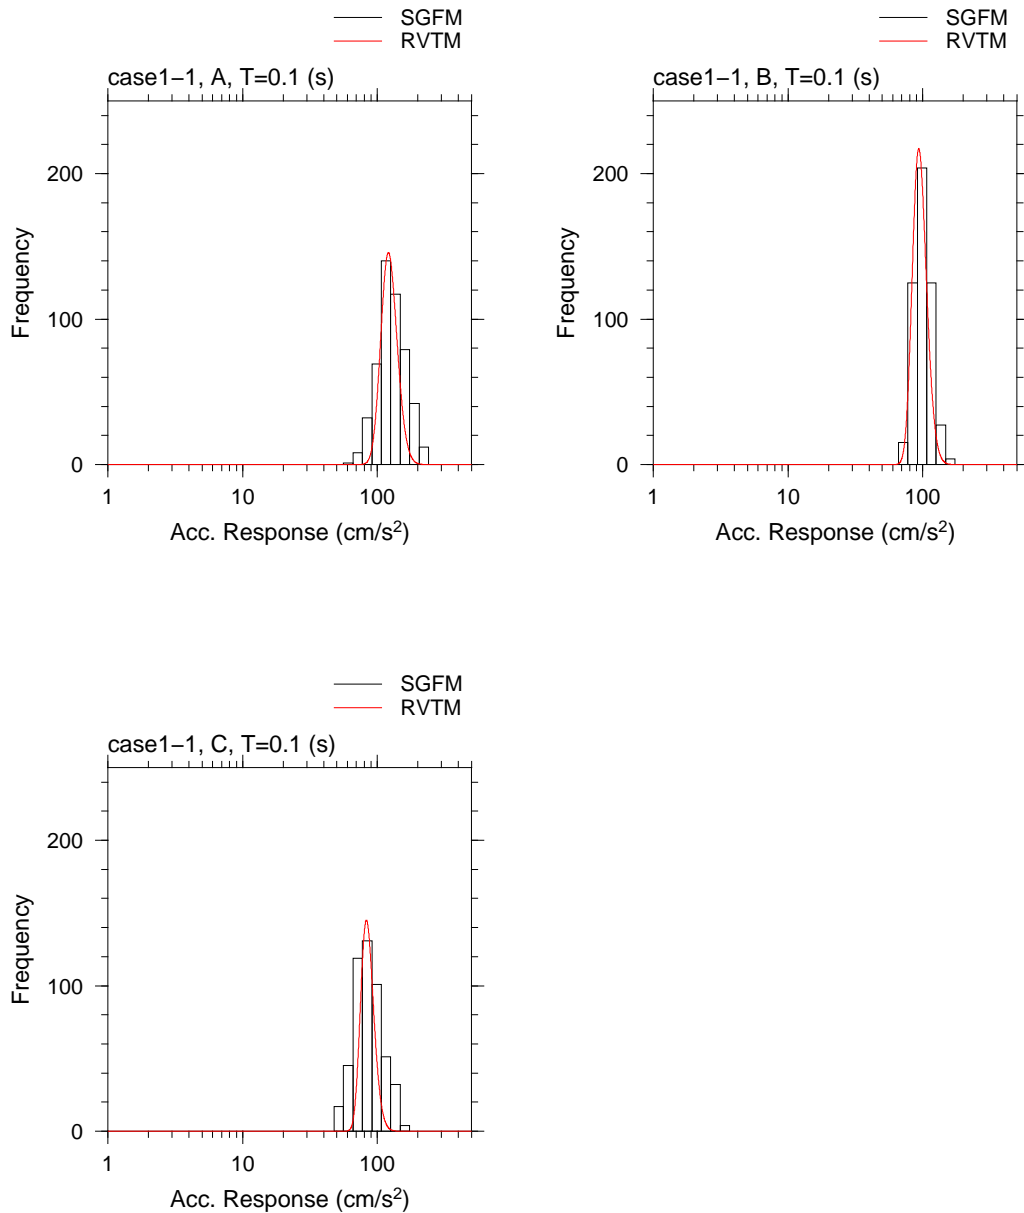 SGFM
RVTM
case1−1, A, T=0.1 (s)
200
100
0
Frequency
1 10 100
Acc. Response (cm/s²)
SGFM
RVTM
case1−1, B, T=0.1 (s)
200
100
0
Frequency
1 10 100
Acc. Response (cm/s²)
SGFM
RVTM
case1−1, C, T=0.1 (s)
200
100
0
Frequency
1 10 100
Acc. Response (cm/s²)